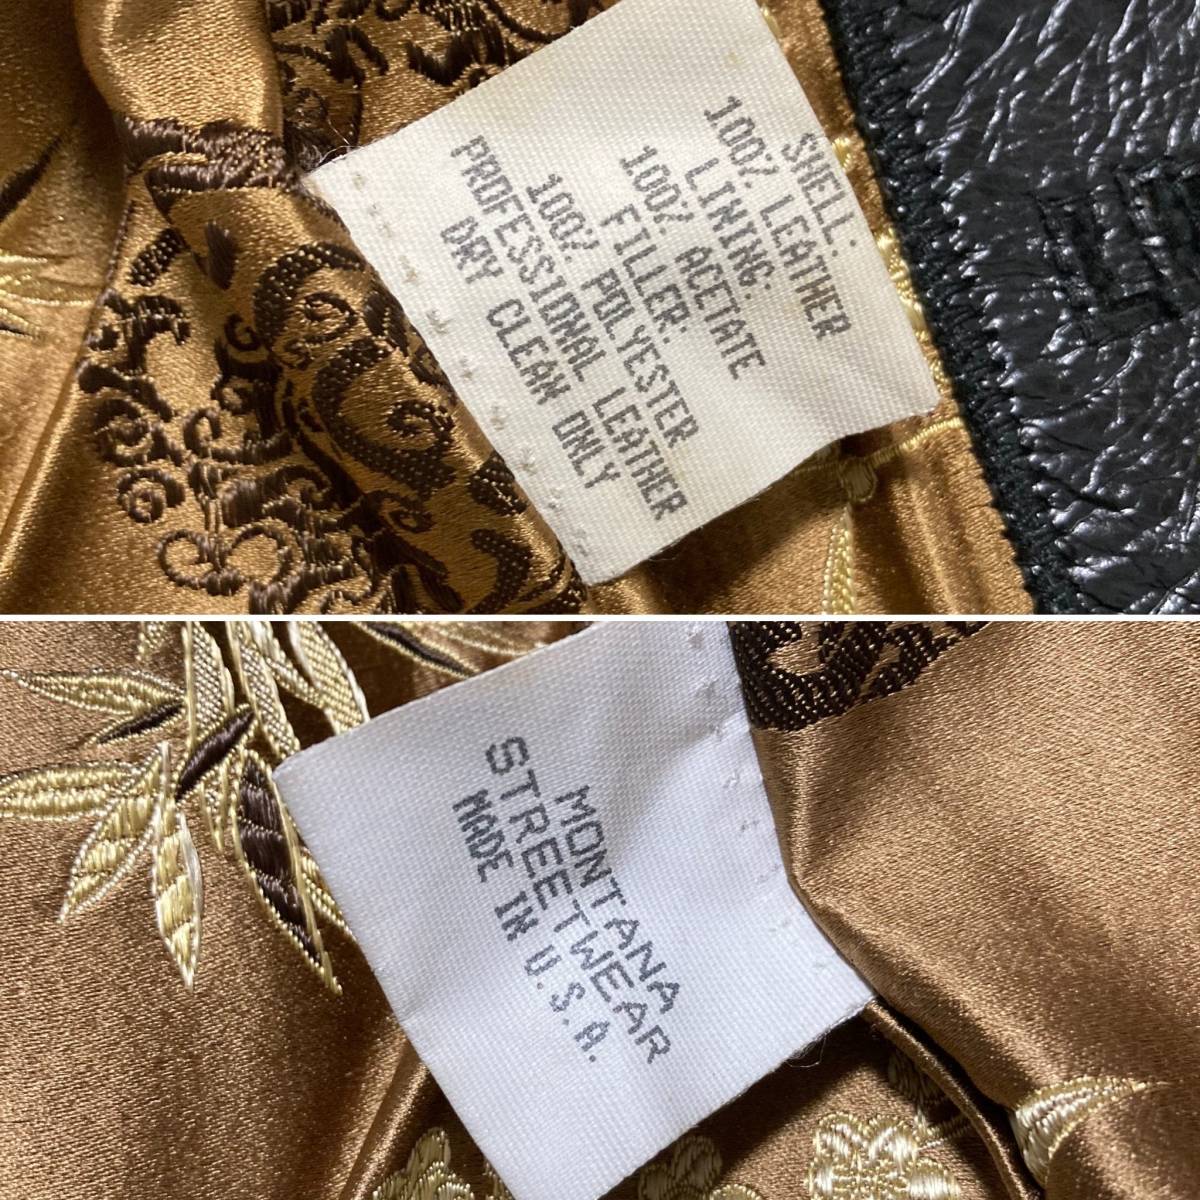 SHELL:
100% LEATHER
LINING:
100% ACETATE
FILLER:
100% POLYESTER
PROFESSIONAL LEATHER
DRY CLEAN ONLY
MONTANA
STREETWEAR
MADE IN U.S.A.